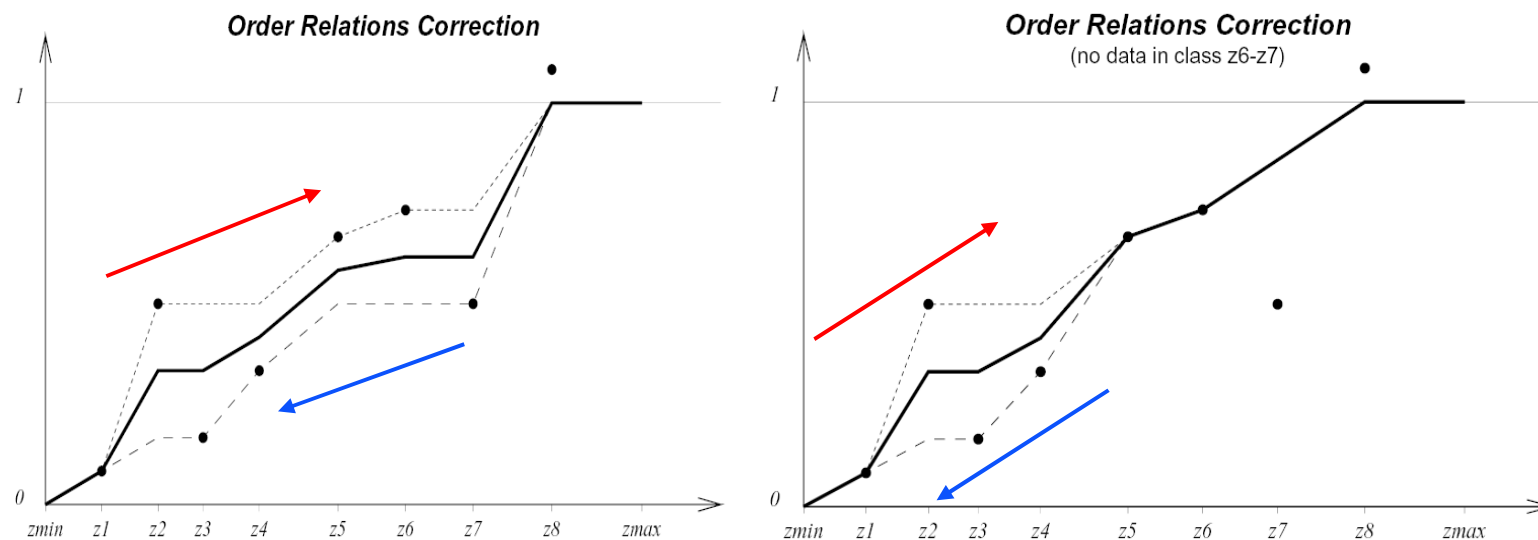 Order Relations Correction
1
0
zmin z1 z2 z3 z4 z5 z6 z7 z8 zmax
Order Relations Correction
(no data in class z6-z7)
1
0
zmin z1 z2 z3 z4 z5 z6 z7 z8 zmax